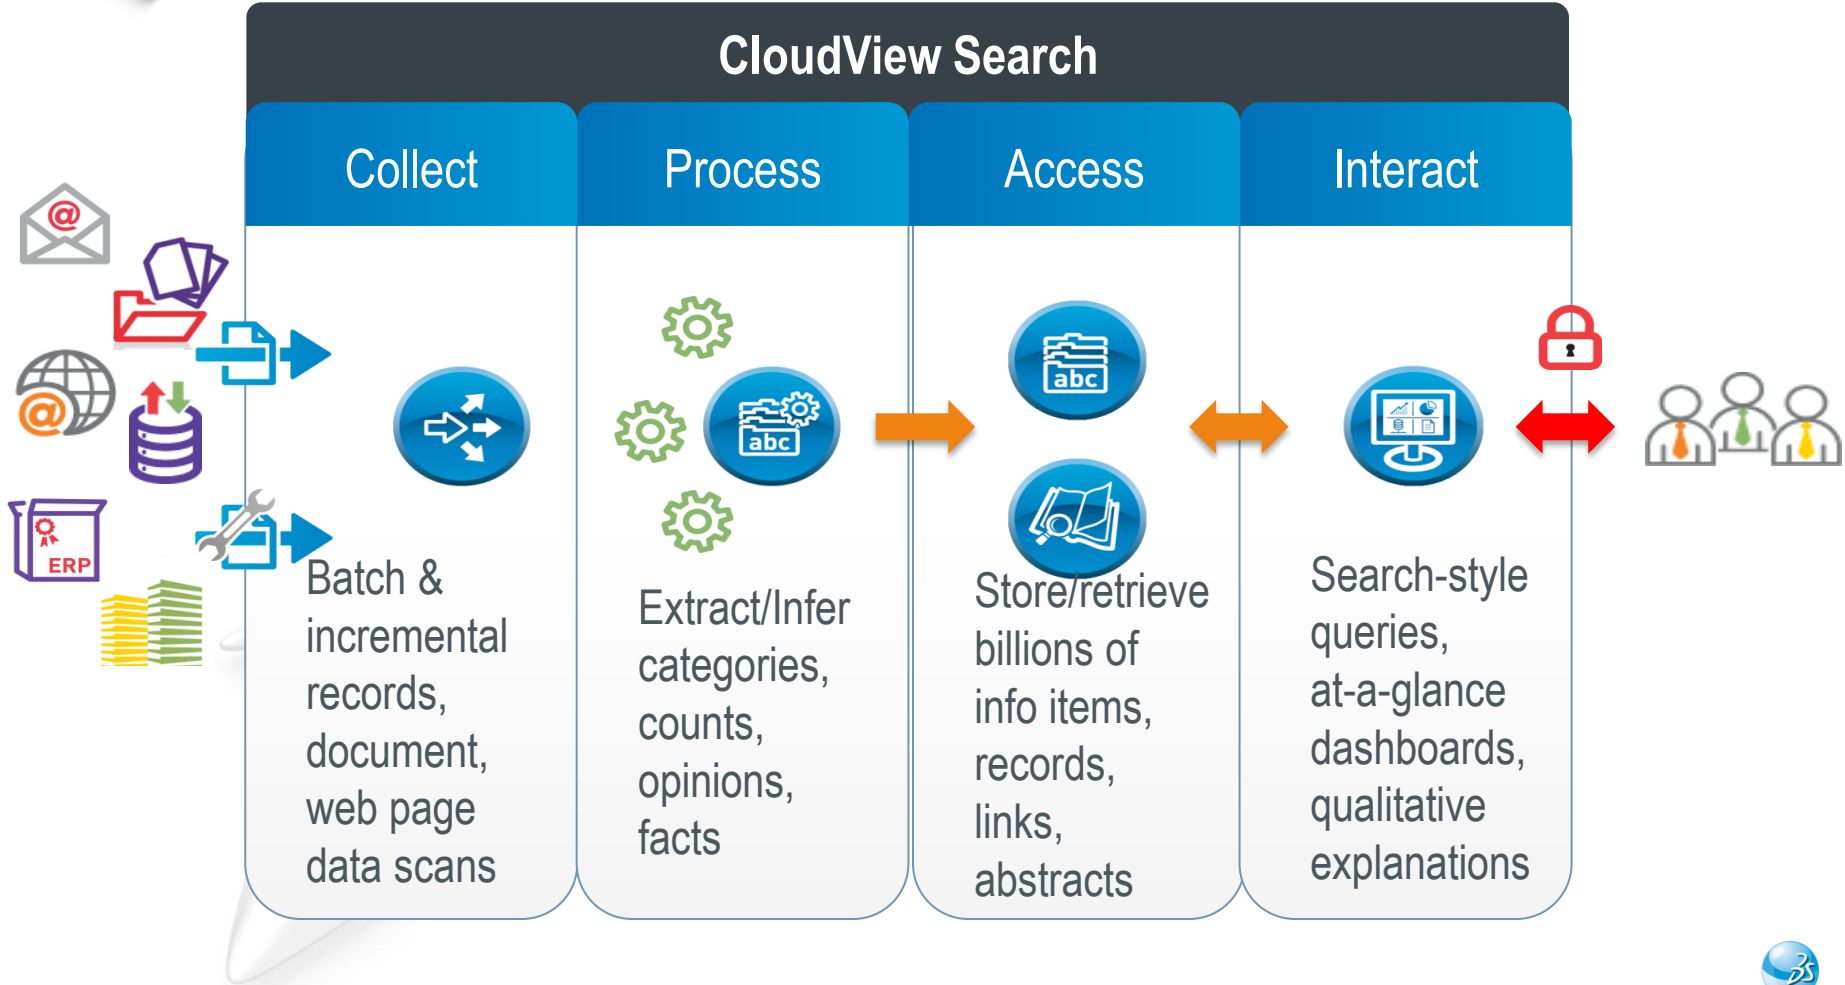 CloudView Search
Collect
Process
Access
Interact
@
@
ERP
abc
abc
Batch &
incremental
records,
document,
web page
data scans
Extract/Infer
categories,
counts,
opinions,
facts
Store/retrieve
billions of
info items,
records,
links,
abstracts
Search-style
queries,
at-a-glance
dashboards,
qualitative
explanations
3S